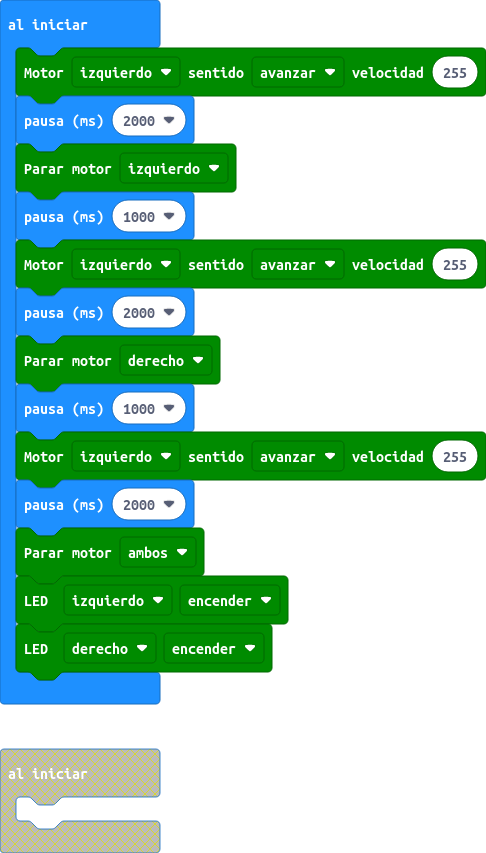 al iniciar
Motor izquierdo sentido avanzar velocidad 255
pausa (ms) 2000
Parar motor izquierdo
pausa (ms) 1000
Motor izquierdo sentido avanzar velocidad 255
pausa (ms) 2000
Parar motor derecho
pausa (ms) 1000
Motor izquierdo sentido avanzar velocidad 255
pausa (ms) 2000
Parar motor ambos
LED izquierdo encender
LED derecho encender
al iniciar